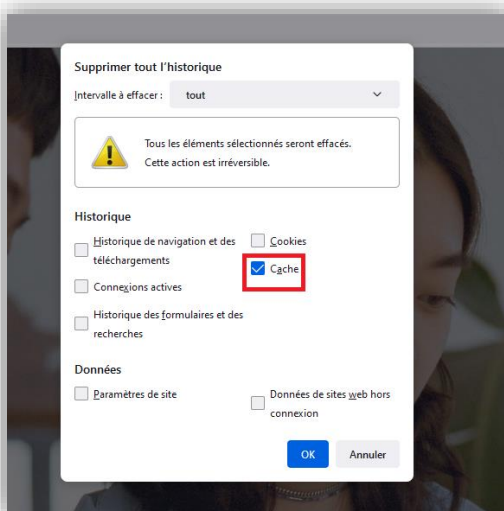 Supprimer tout l'historique
Intervalle à effacer : tout
Tous les éléments sélectionnés seront effacés.
Cette action est irréversible.
Historique
Historique de navigation et des
téléchargements
Cookies
Cache
Connexions actives
Historique des formulaires et des
recherches
Données
Paramètres de site
Données de sites web hors
connexion
OK Annuler